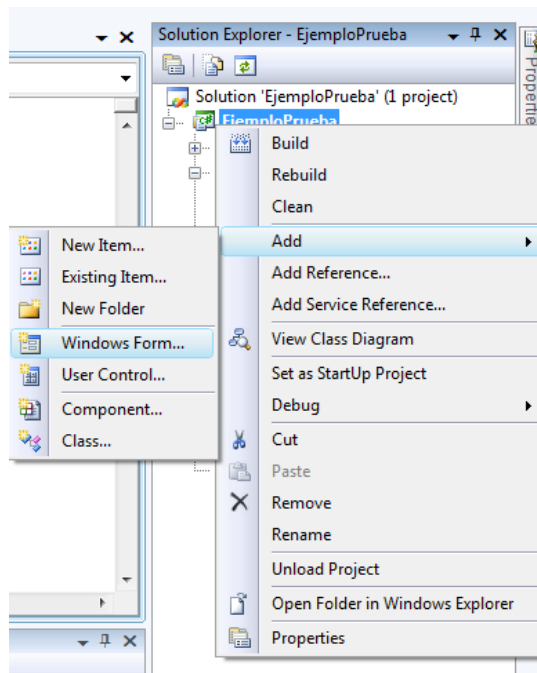 Solution Explorer - EjemploPrueba
Solution 'EjemploPrueba' (1 project)
EjemploPrueba
Build
Rebuild
Clean
Add
Add Reference...
Add Service Reference...
View Class Diagram
Set as StartUp Project
Debug
Cut
Paste
Remove
Rename
Unload Project
Open Folder in Windows Explorer
Properties
New Item...
Existing Item...
New Folder
Windows Form...
User Control...
Component...
Class...